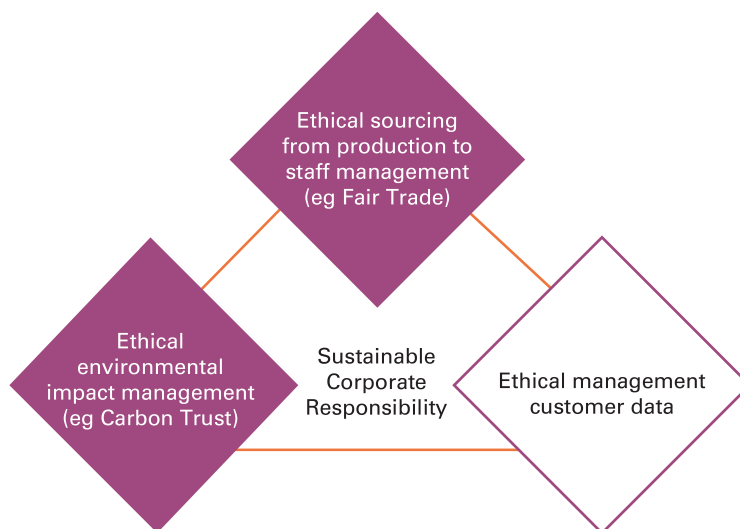 Ethical sourcing
from production to
staff management
(eg Fair Trade)
Ethical
environmental
impact management
(eg Carbon Trust)
Sustainable
Corporate
Responsibility
Ethical management
customer data